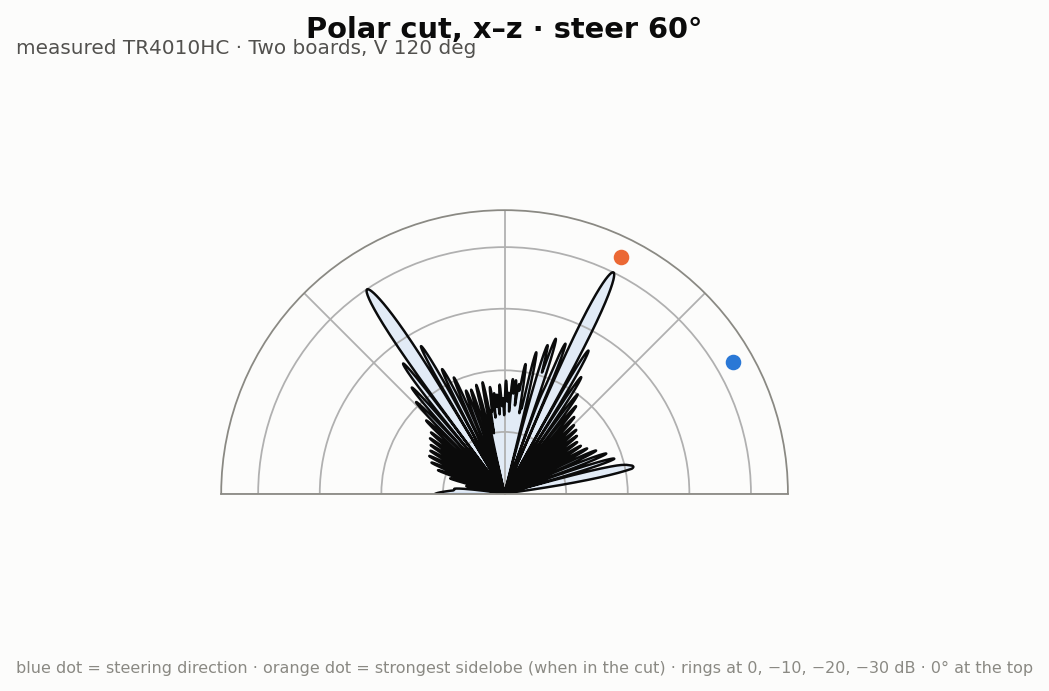 Polar cut, x–z · steer 60°
measured TR4010HC · Two boards, V 120 deg
blue dot = steering direction · orange dot = strongest sidelobe (when in the cut) · rings at 0, −10, −20, −30 dB · 0° at the top